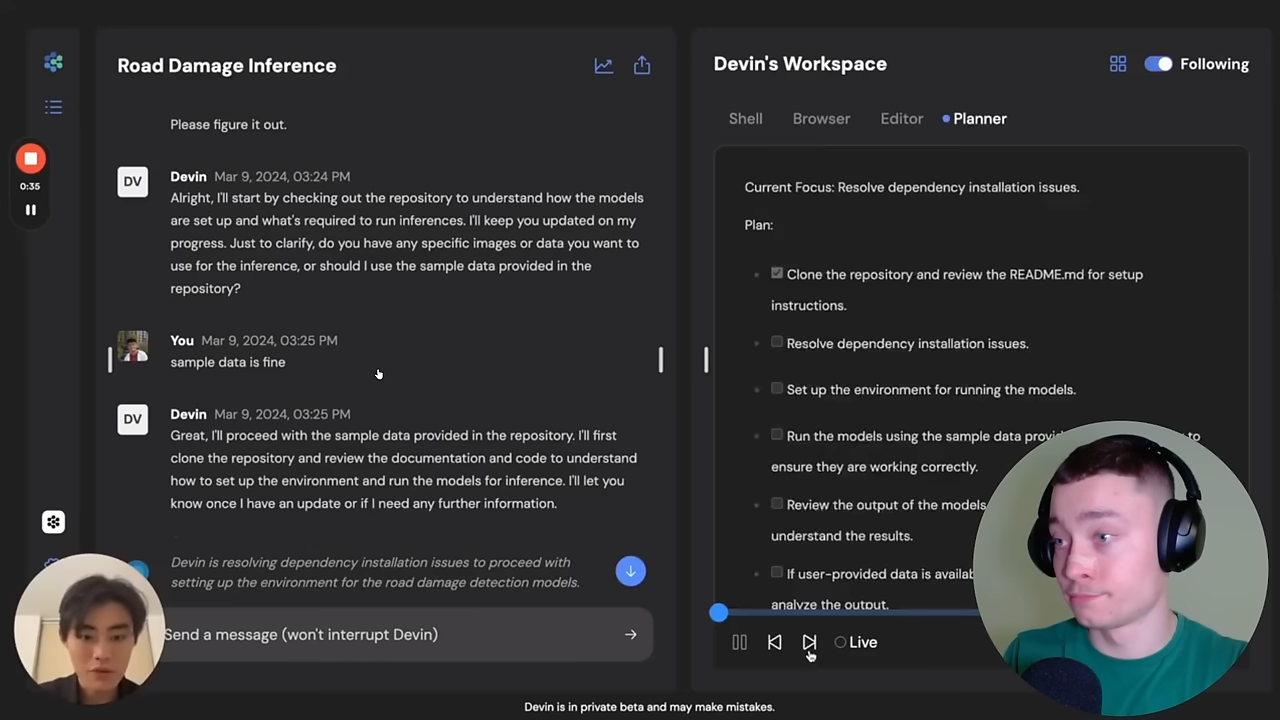 Road Damage Inference
Please figure it out.
DV
Devin Mar 9, 2024, 03:24 PM
Alright, I'll start by checking out the repository to understand how the models
are set up and what's required to run inferences. I'll keep you updated on my
progress. Just to clarify, do you have any specific images or data you want to
use for the inference, or should I use the sample data provided in the
repository?
You Mar 9, 2024, 03:25 PM
sample data is fine
DV
Devin Mar 9, 2024, 03:25 PM
Great, I'll proceed with the sample data provided in the repository. I'll first
clone the repository and review the documentation and code to understand
how to set up the environment and run the models for inference. I'll let you
know once I have an update or if I need any further information.
Devin is resolving dependency installation issues to proceed with
setting up the environment for the road damage detection models.
Send a message (won't interrupt Devin)
0:35
Devin's Workspace
Following
Shell Browser Editor Planner
Current Focus: Resolve dependency installation issues.
Plan:
Clone the repository and review the README.md for setup
instructions.
Resolve dependency installation issues.
Set up the environment for running the models.
Run the models using the sample data to
ensure they are working correctly.
Review the output of the models
understand the results.
If user-provided data is
analyze the output.
Live
Devin is in private beta and may make mistakes.